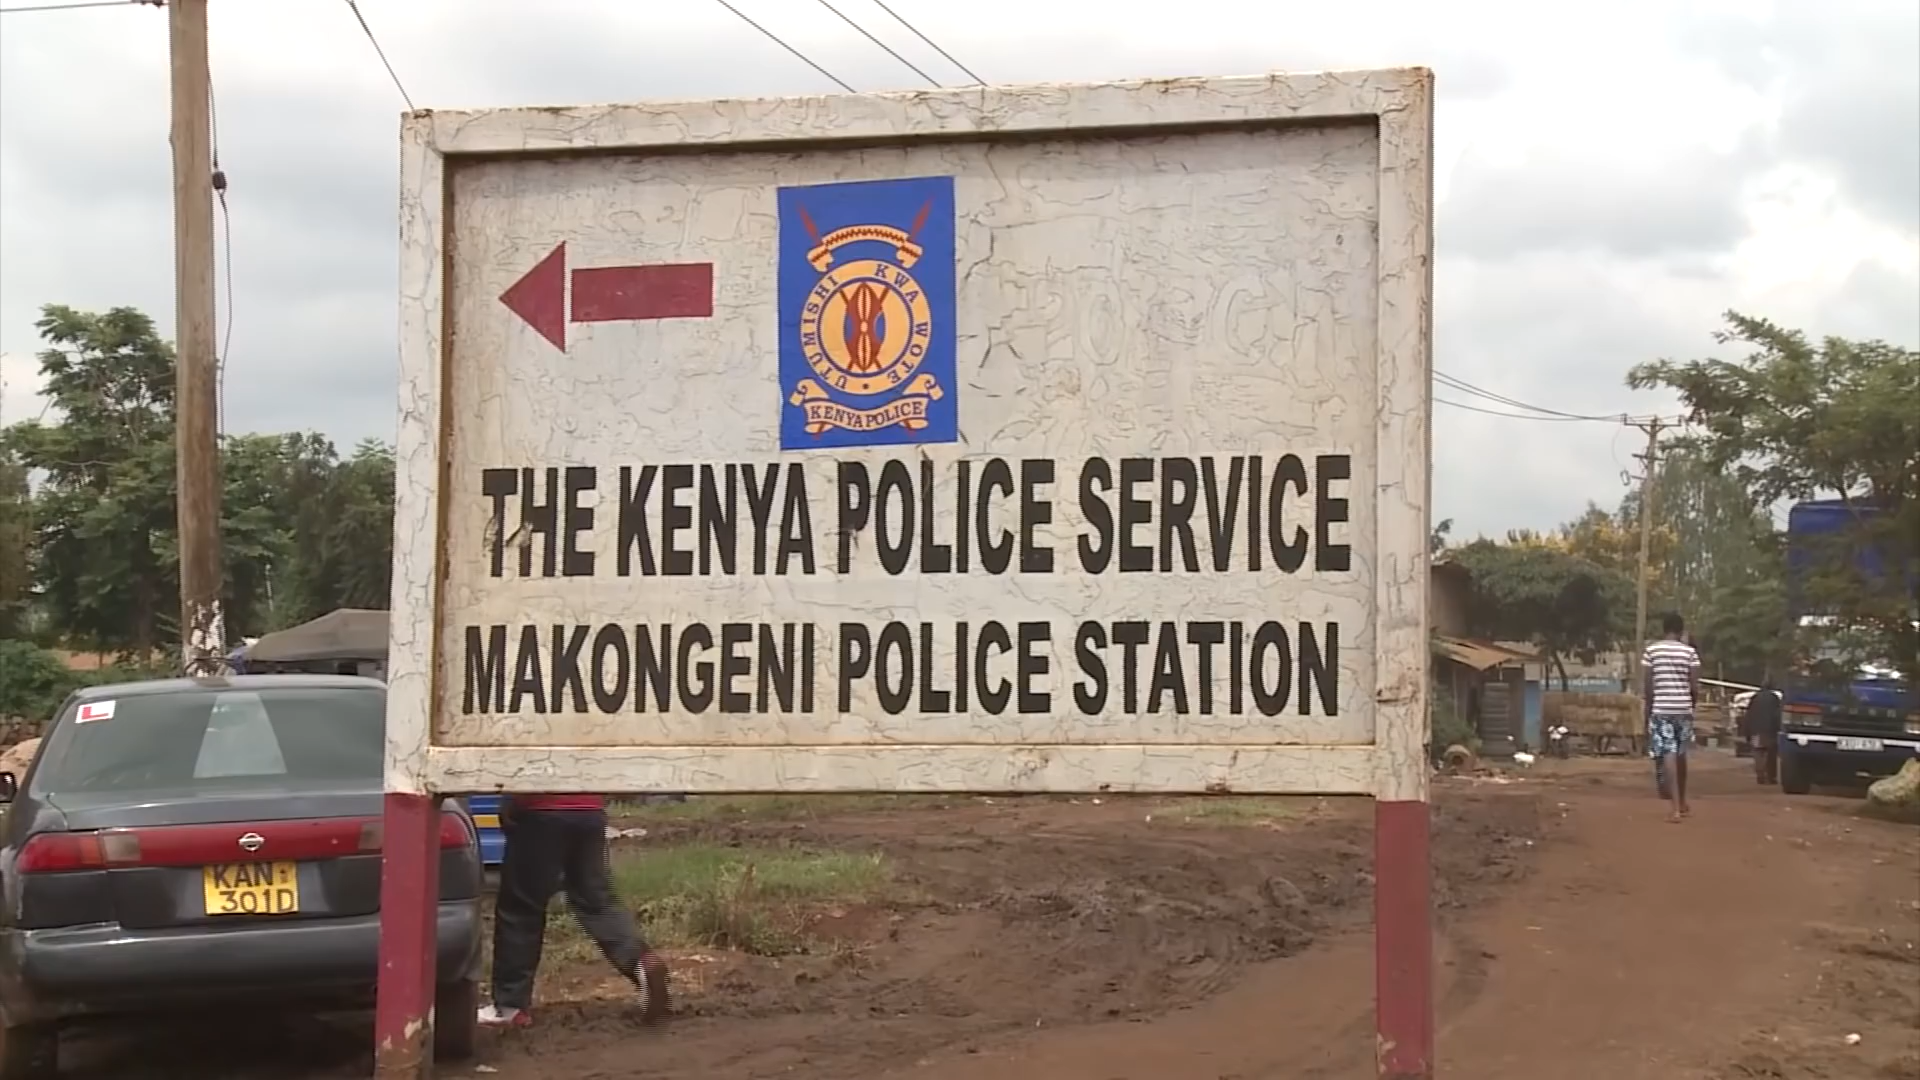 UTUMISHI KWA WOTE
KENYA POLICE
THE KENYA POLICE SERVICE
MAKONGENI POLICE STATION
L
KAN
301D